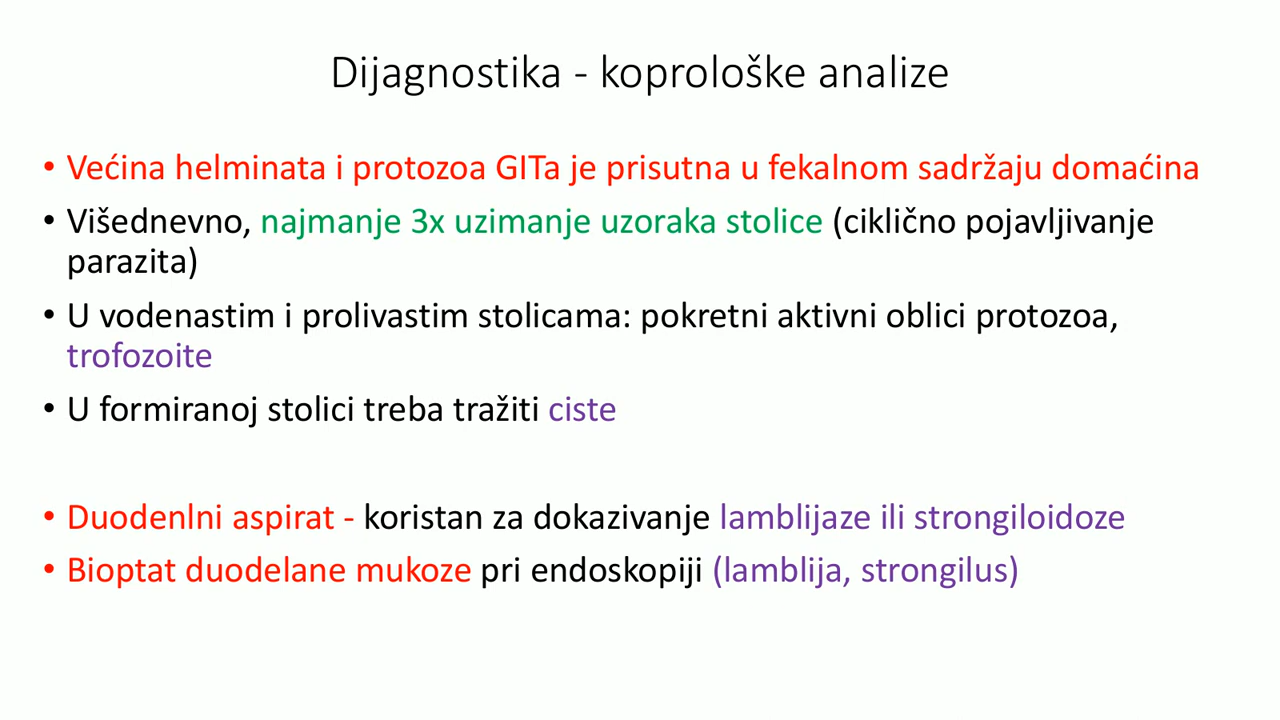 Dijagnostika - koprološke analize
• Većina helminata i protozoa GITa je prisutna u fekalnom sadržaju domaćina
• Višednevno, najmanje 3x uzimanje uzoraka stolice (ciklično pojavljivanje
parazita)
• U vodenastim i prolivastim stolicama: pokretni aktivni oblici protozoa,
trofozoite
• U formiranoj stolici treba tražiti ciste
• Duodenlni aspirat - koristan za dokazivanje lamblijaze ili strongiloidoze
• Bioptat duodelane mukoze pri endoskopiji (lamblija, strongilus)